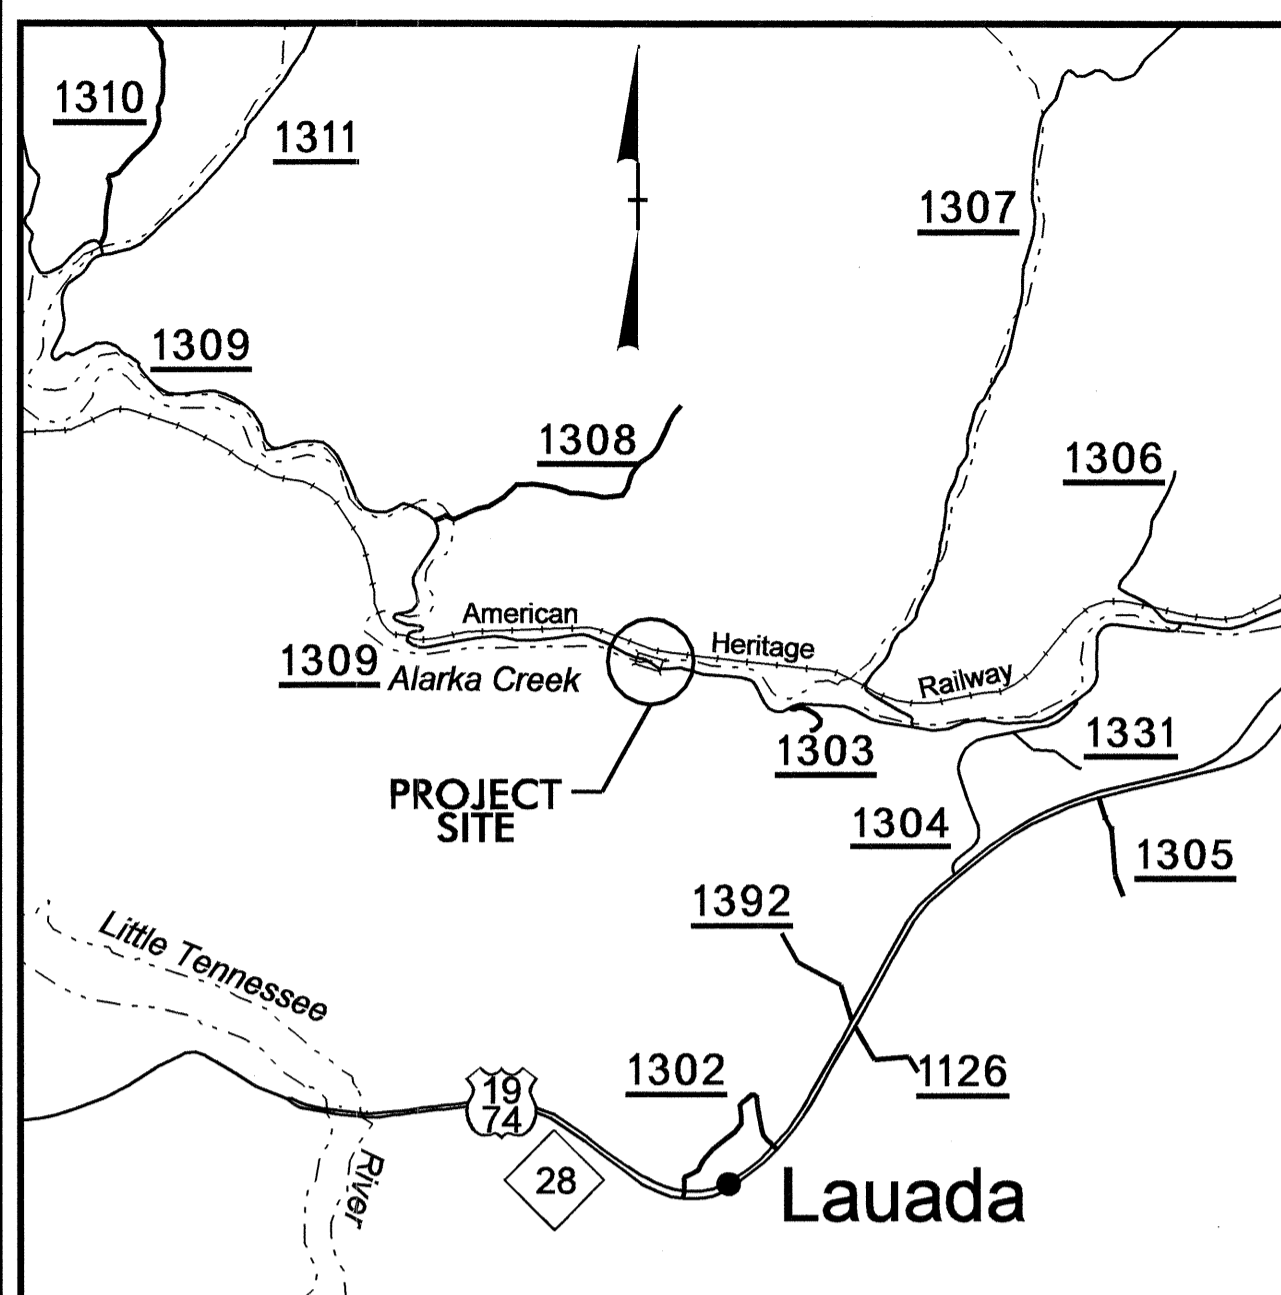 1310
1311
1307
1309
1308
1306
American
Heritage
Railway
1309
Alarka Creek
1303
1331
PROJECT
SITE
1304
1305
1392
Little Tennessee
1302
1126
19
74
28
River
Lauada